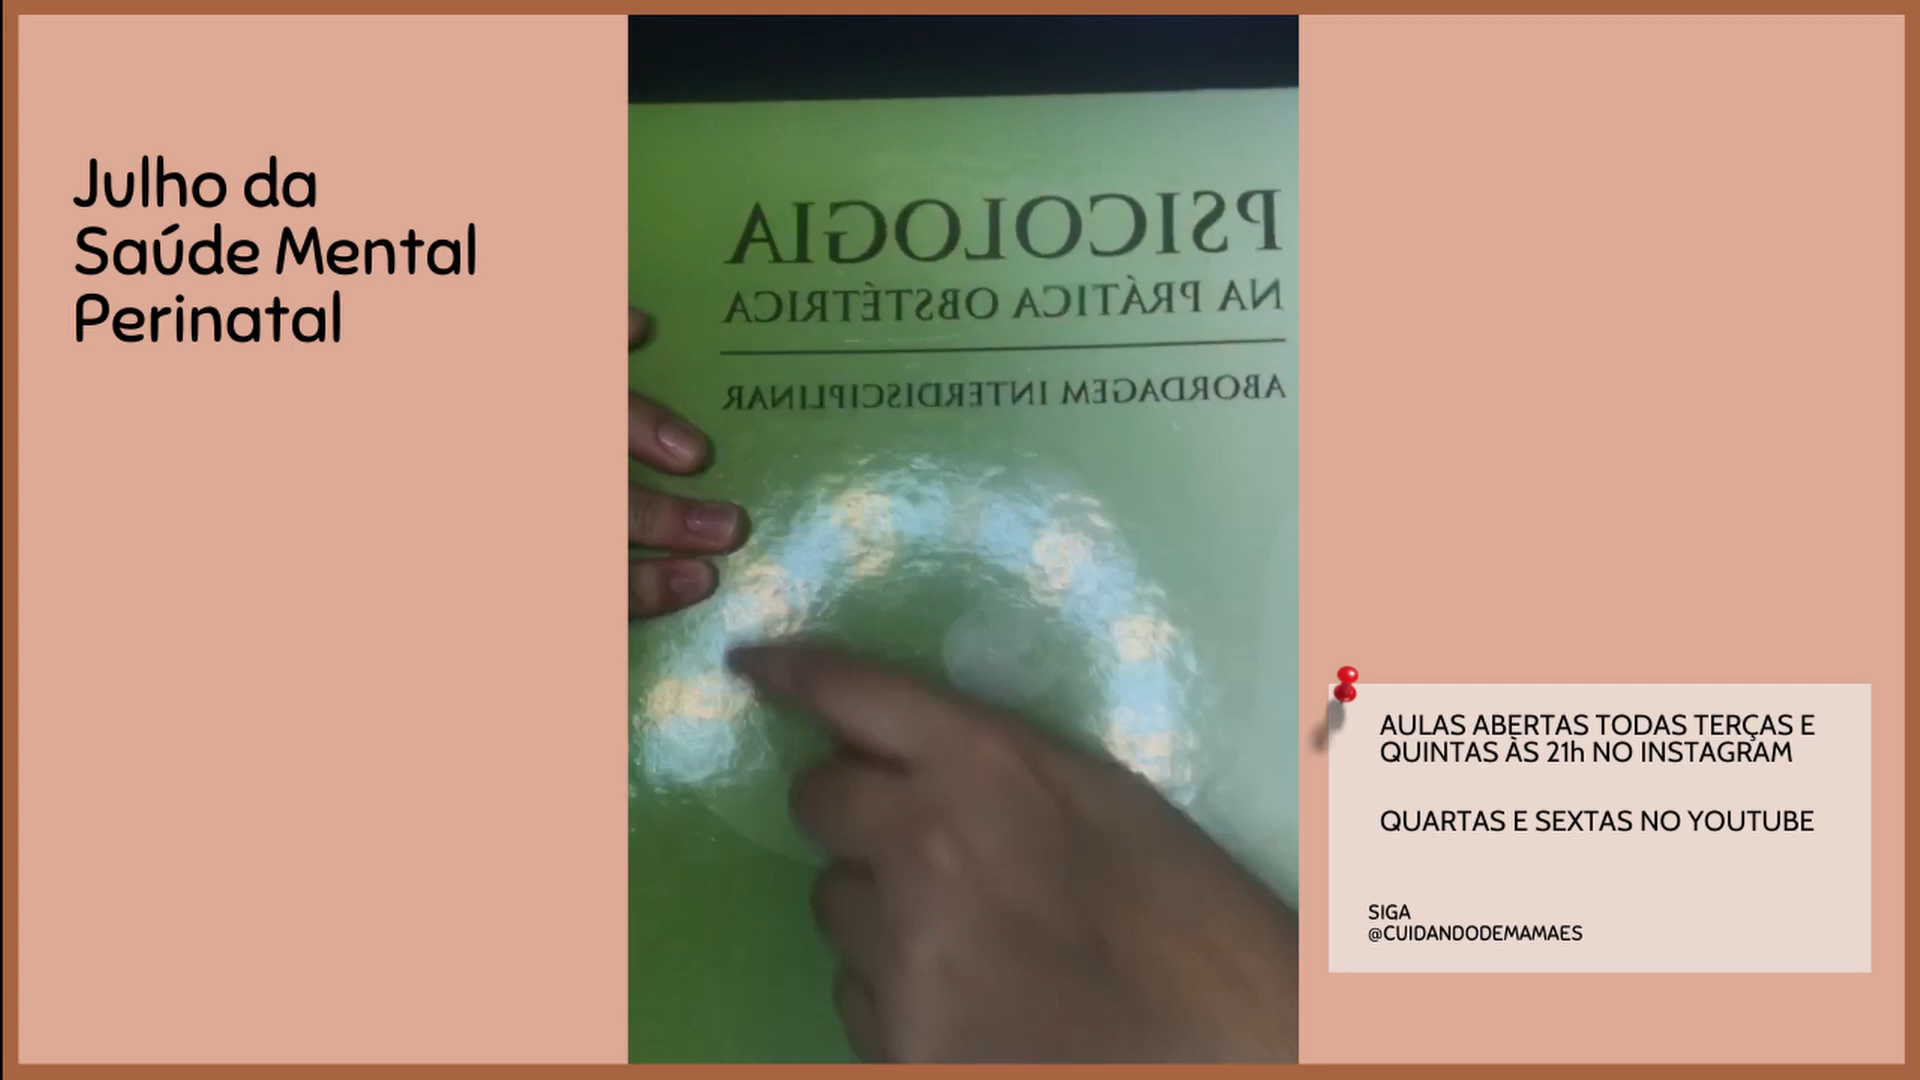 Julho da
Saúde Mental
Perinatal
PSICOLOGIA
NA PRÁTICA OBSTÉTRICA
ABORDAGEM INTERDISCIPLINAR
AULAS ABERTAS TODAS TERÇAS E
QUINTAS ÀS 21h NO INSTAGRAM
QUARTAS E SEXTAS NO YOUTUBE
SIGA
@CUIDANDODEMAMAES